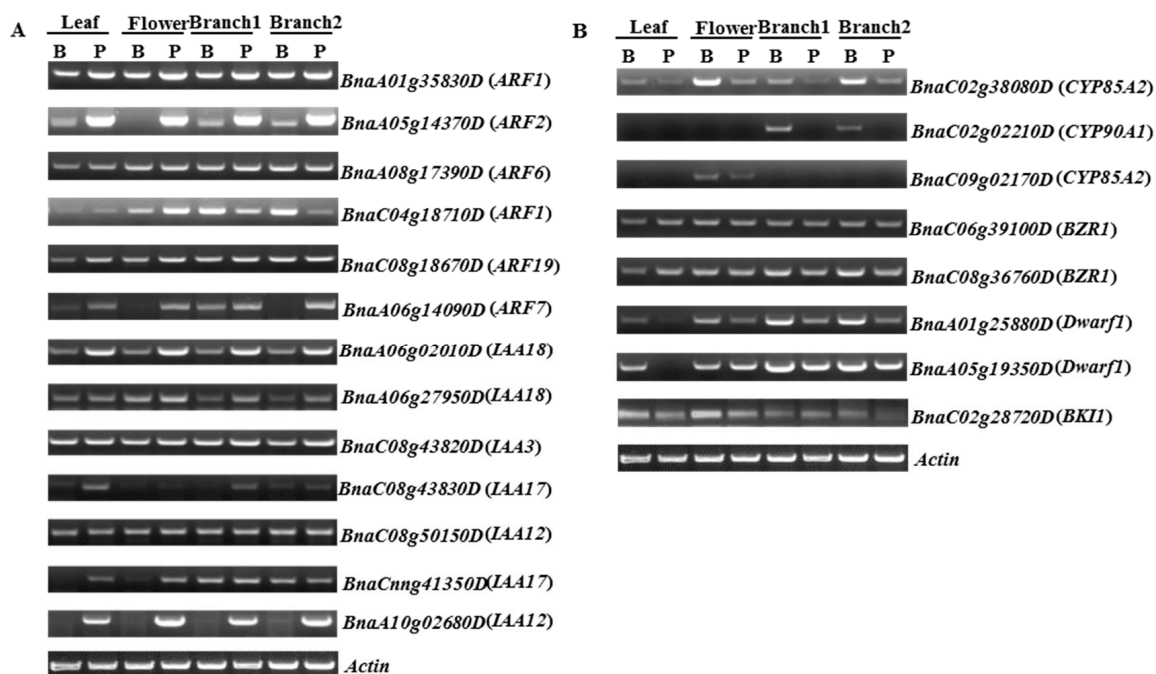 A
Leaf Flower Branch1 Branch2
B P B P B P B P
BnaA01g35830D (ARF1)
BnaA05g14370D (ARF2)
BnaA08g17390D (ARF6)
BnaC04g18710D (ARF1)
BnaC08g18670D (ARF19)
BnaA06g14090D (ARF7)
BnaA06g02010D (IAA18)
BnaA06g27950D (IAA18)
BnaC08g43820D (IAA3)
BnaC08g43830D (IAA17)
BnaC08g50150D (IAA12)
BnaCnng41350D(IAA17)
BnaA10g02680D (IAA12)
Actin
B
Leaf Flower Branch1 Branch2
B P B P B P B P
BnaC02g38080D (CYP85A2)
BnaC02g02210D (CYP90A1)
BnaC09g02170D (CYP85A2)
BnaC06g39100D (BZR1)
BnaC08g36760D (BZR1)
BnaA01g25880D (Dwarf1)
BnaA05g19350D (Dwarf1)
BnaC02g28720D (BKI1)
Actin